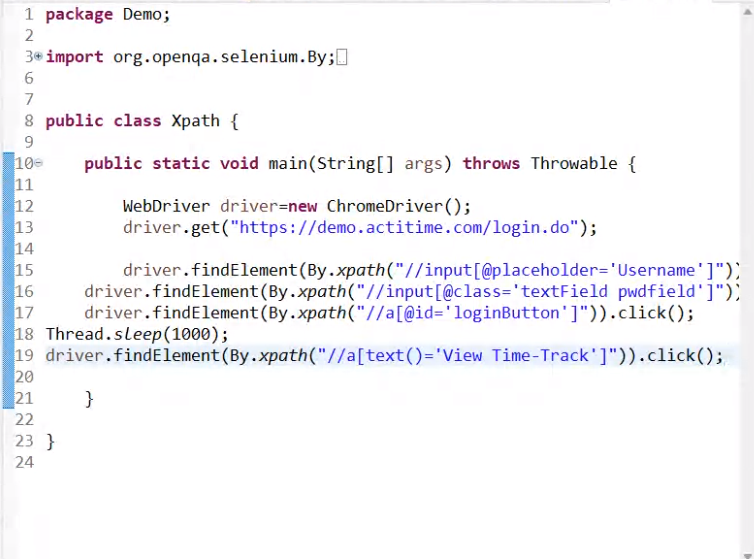 1 package Demo;
2
3 import org.openqa.selenium.By;
6
7
8 public class Xpath {
9
10 public static void main(String[] args) throws Throwable {
11
12 WebDriver driver=new ChromeDriver();
13 driver.get("https://demo.actitime.com/login.do");
14
15 driver.findElement(By.xpath("//input[@placeholder='Username']"))
16 driver.findElement(By.xpath("//input[@class='textField pwdfield']"))
17 driver.findElement(By.xpath("//a[@id='loginButton']")).click();
18 Thread.sleep(1000);
19 driver.findElement(By.xpath("//a[text()='View Time-Track']")).click();
20
21 }
22
23 }
24